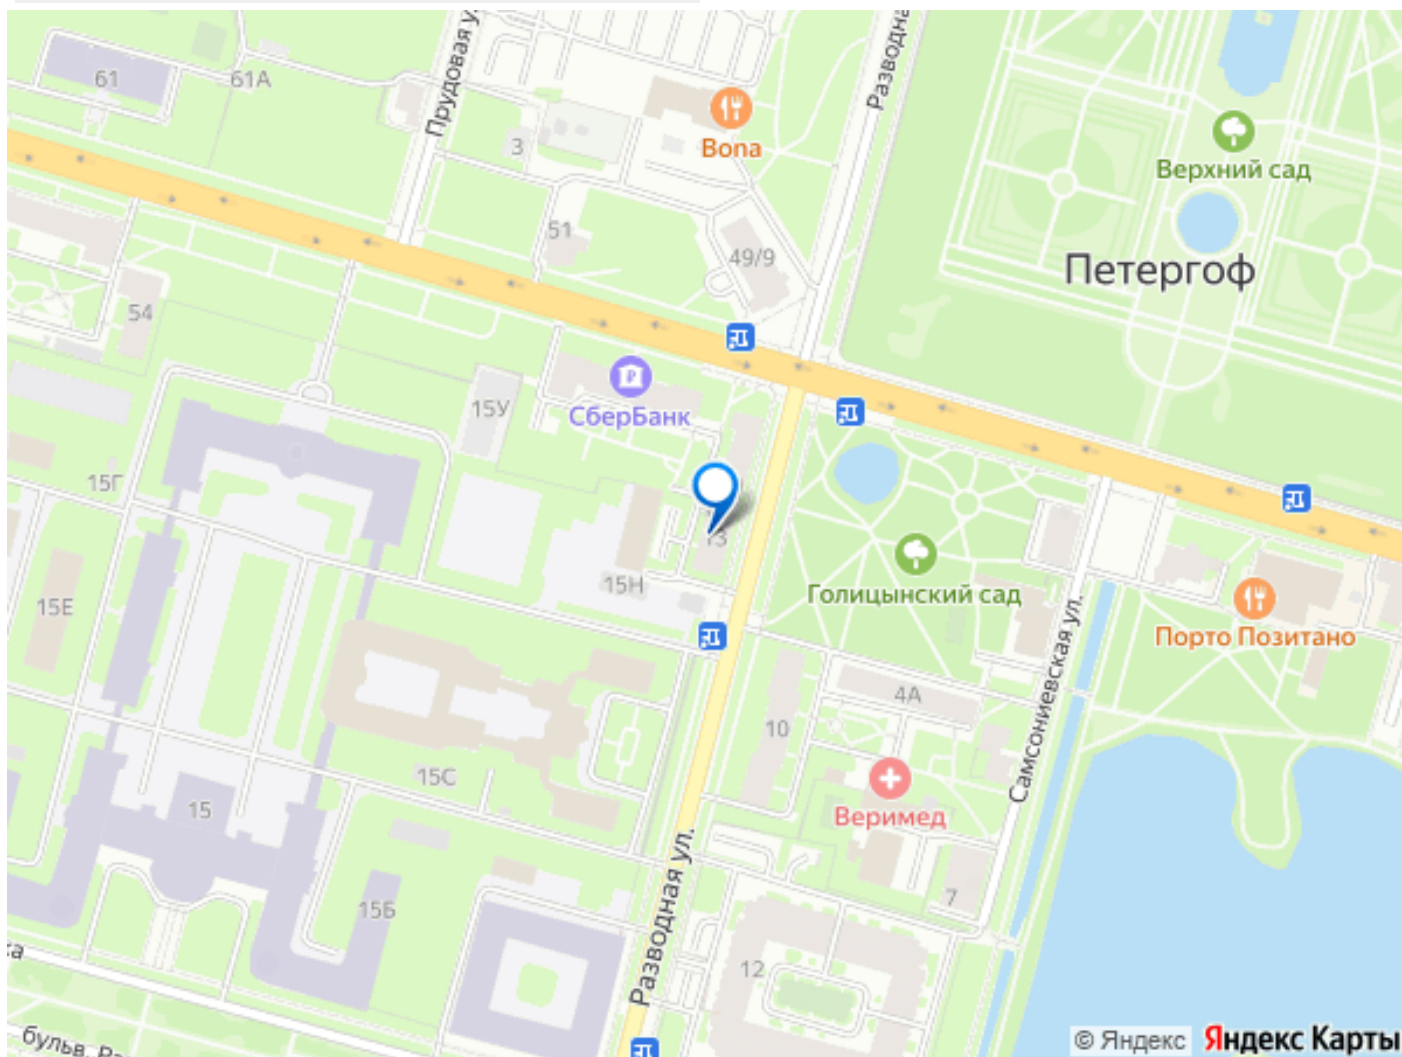 61
61А
Прудовая у
Разводна
3
Bona
Верхний сад
51
49/9
Петергоф
54
СберБанк
15У
15Г
13
15Н
Голицынский сад
15Е
Порто Позитано
4А
Самсониевская ул.
10
15С
15
Веримед
Разводная ул.
7
15Б
12
ка
бульв. Ра
© Яндекс Яндекс Карты